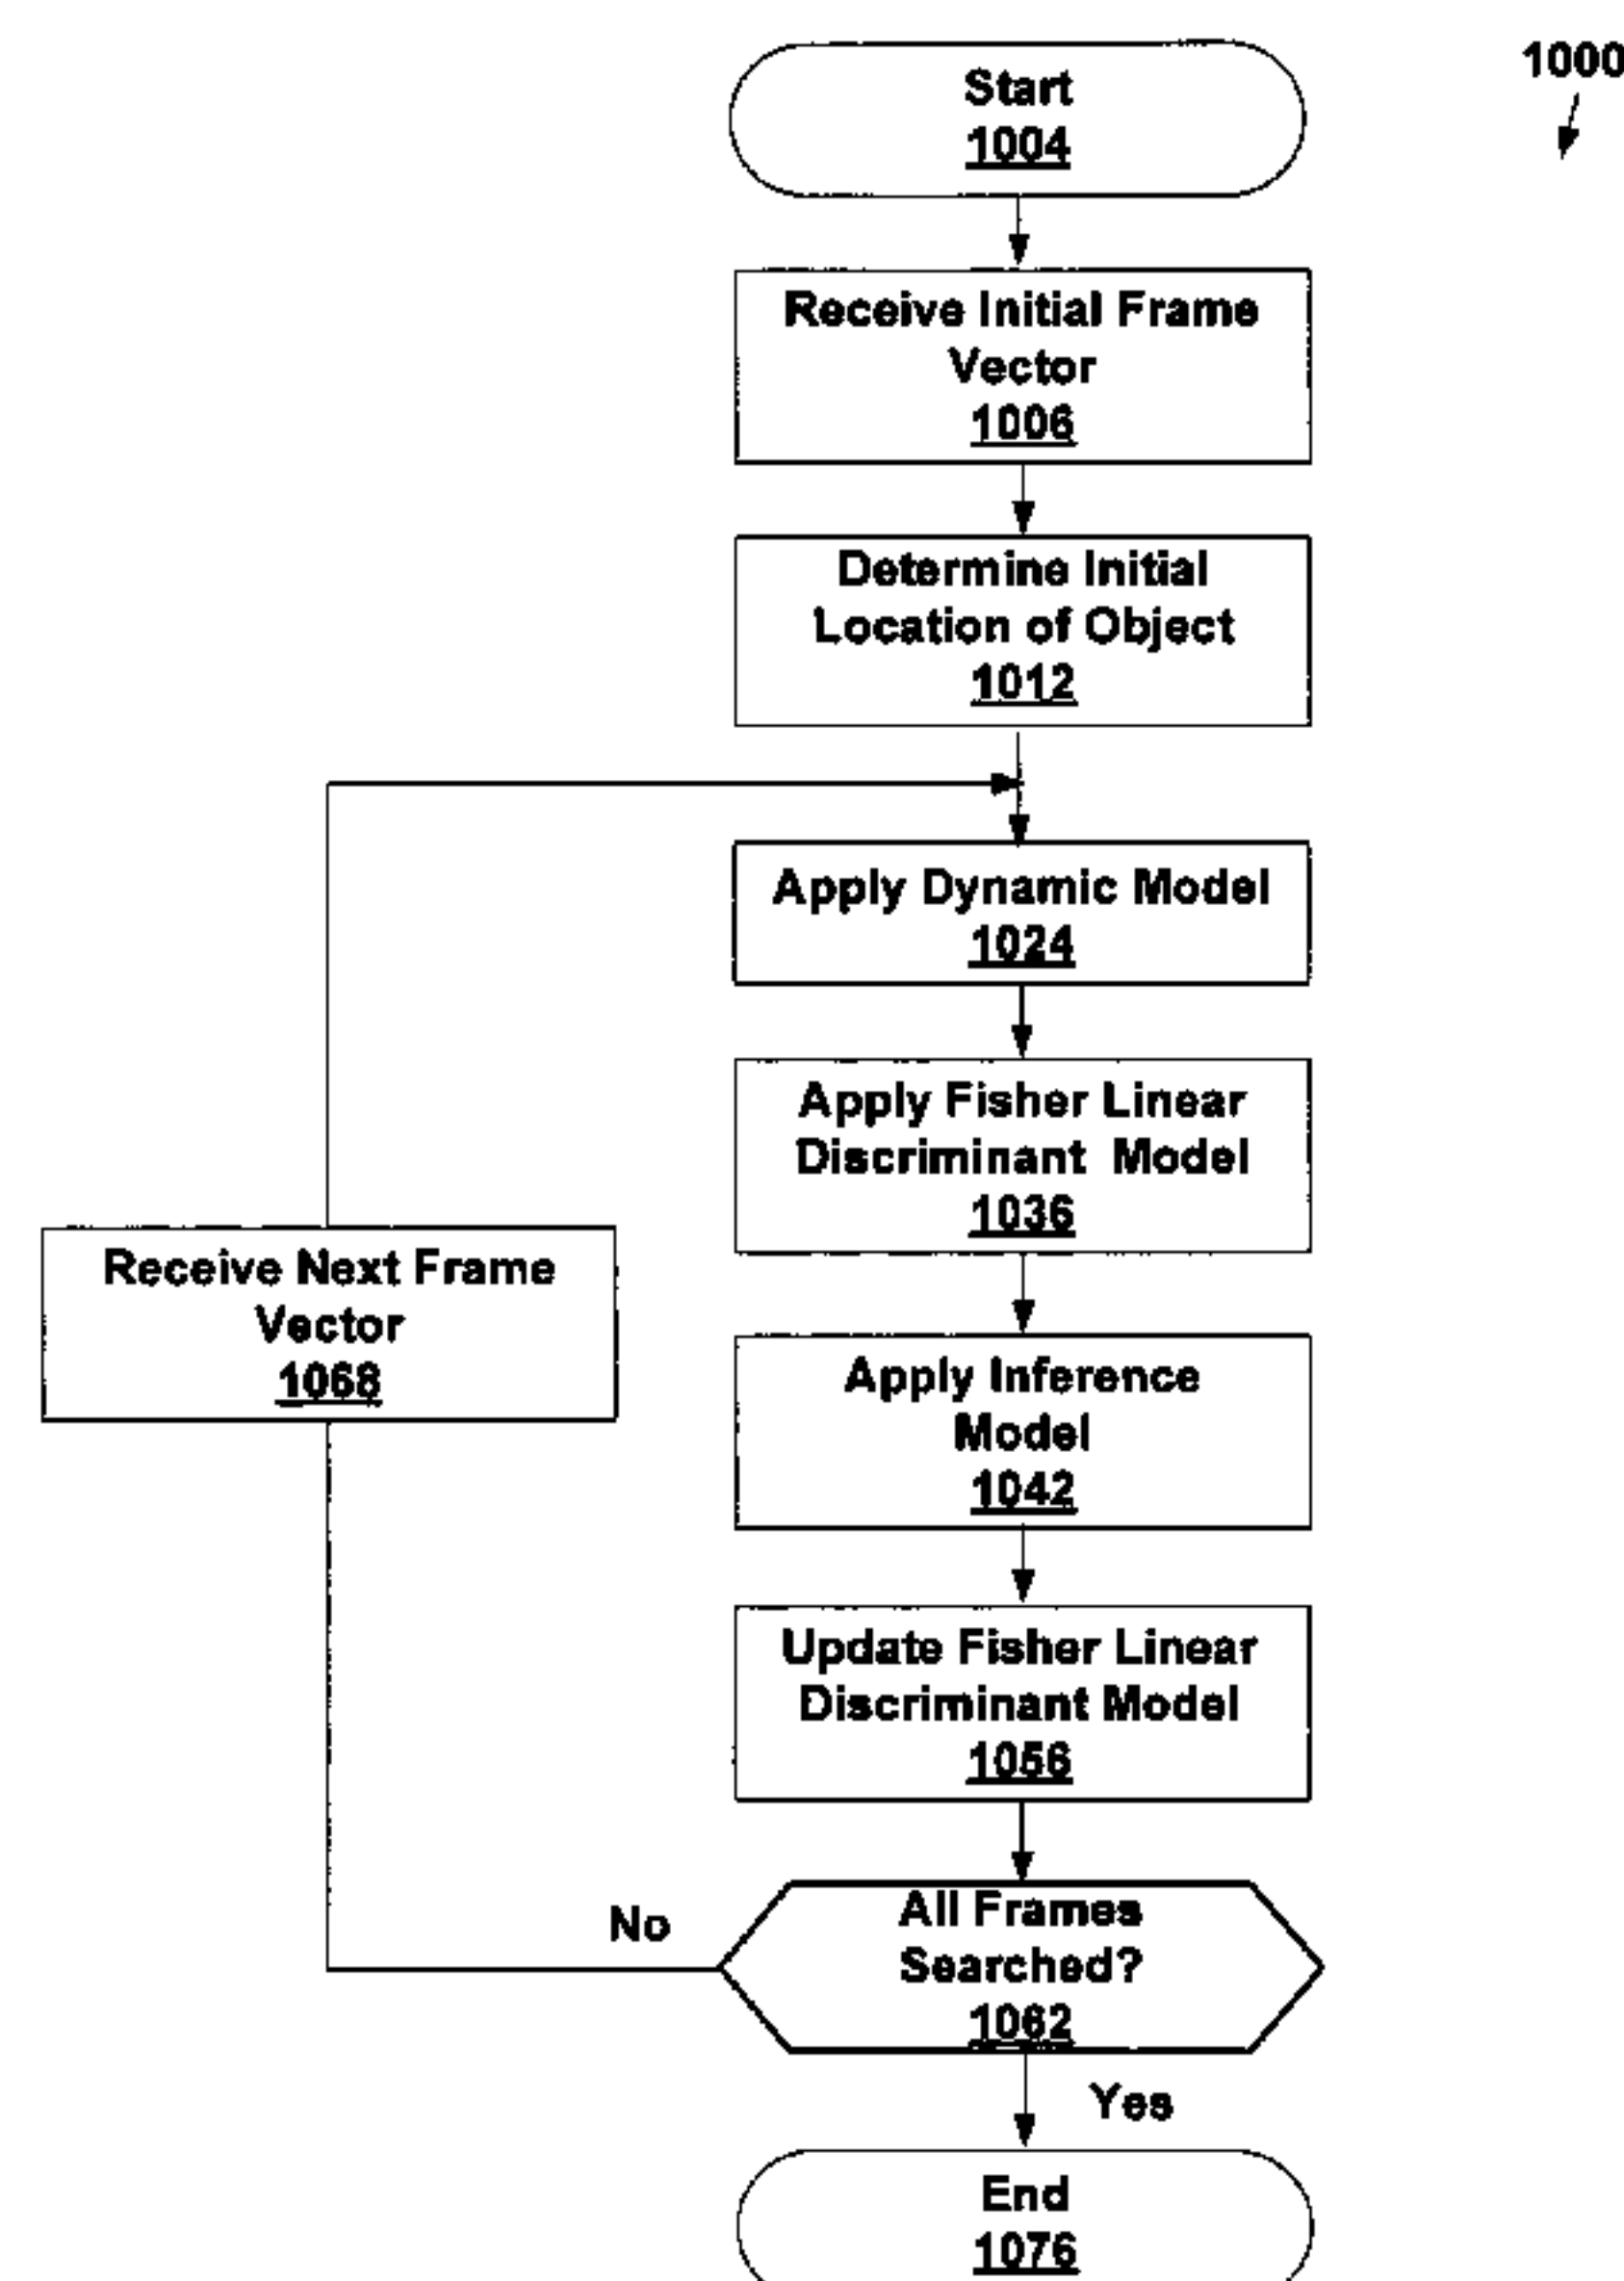 1000
Start
1004
Receive Initial Frame
Vector
1006
Determine Initial
Location of Object
1012
Apply Dynamic Model
1024
Apply Fisher Linear
Discriminant Model
1036
Receive Next Frame
Vector
1068
Apply Inference
Model
1042
Update Fisher Linear
Discriminant Model
1056
No
All Frames
Searched?
1062
Yes
End
1076